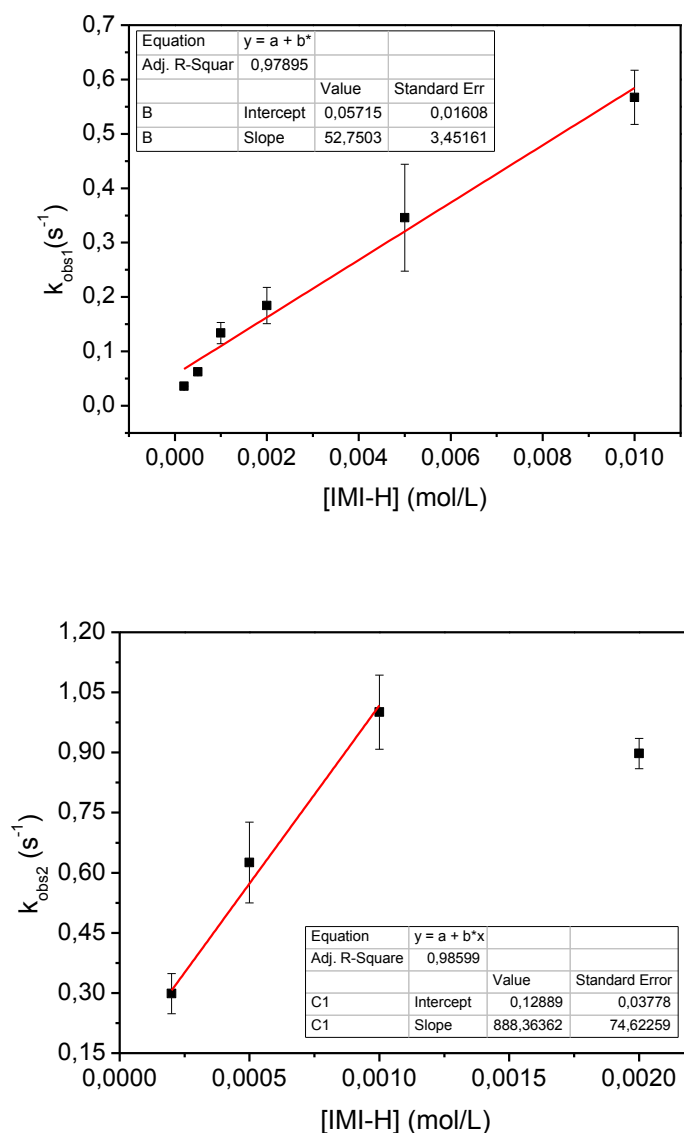 0,7
0,6
0,5
0,4
0,3
0,2
0,1
0,0
k_obs1(s^-1)
Equation y = a + b*
Adj. R-Squar 0,97895
Value Standard Err
B Intercept 0,05715 0,01608
B Slope 52,7503 3,45161
0,000 0,002 0,004 0,006 0,008 0,010
[IMI-H] (mol/L)
1,20
1,05
0,90
0,75
0,60
0,45
0,30
0,15
k_obs2 (s^-1)
Equation y = a + b*x
Adj. R-Square 0,98599
Value Standard Error
C1 Intercept 0,12889 0,03778
C1 Slope 888,36362 74,62259
0,0000 0,0005 0,0010 0,0015 0,0020
[IMI-H] (mol/L)